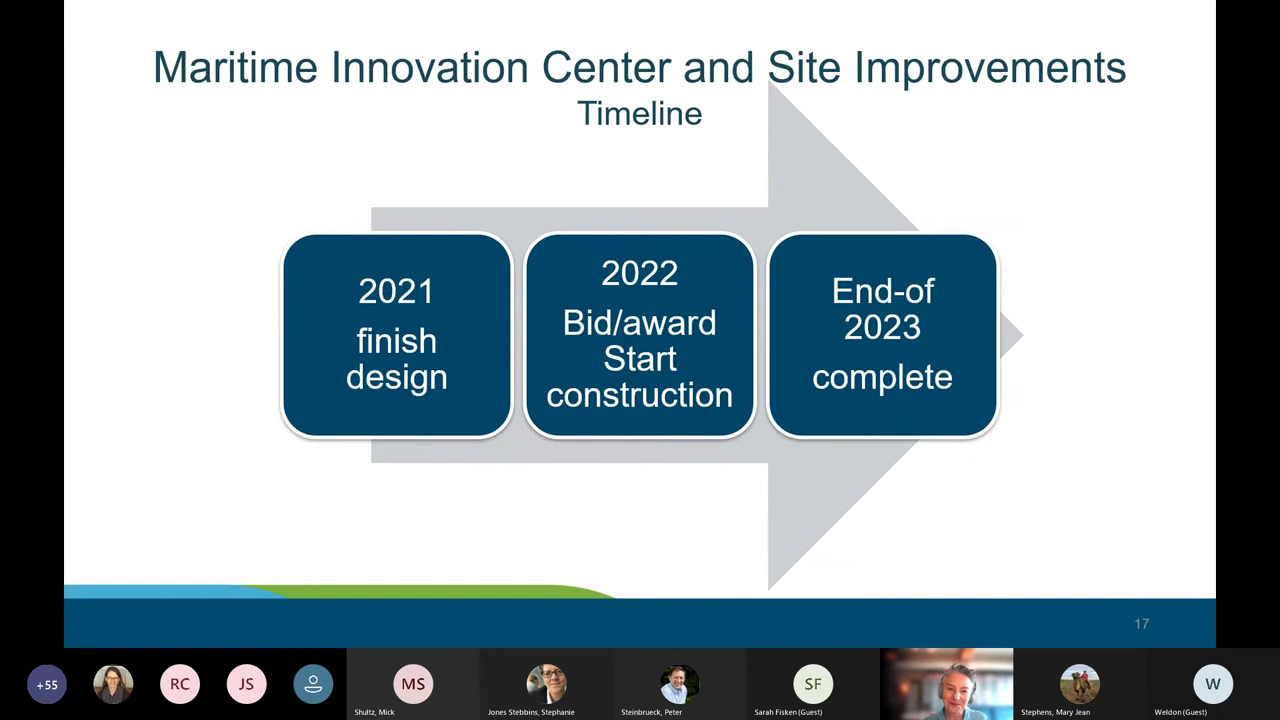 Maritime Innovation Center and Site Improvements
Timeline
2021
finish
design
2022
Bid/award
Start
construction
End-of
2023
complete
17
+55
RC
JS
MS
SF
W
Shultz, Mick
Jones Stebbins, Stephanie
Steinbrueck, Peter
Sarah Fisken (Guest)
Stephens, Mary Jean
Weldon (Guest)